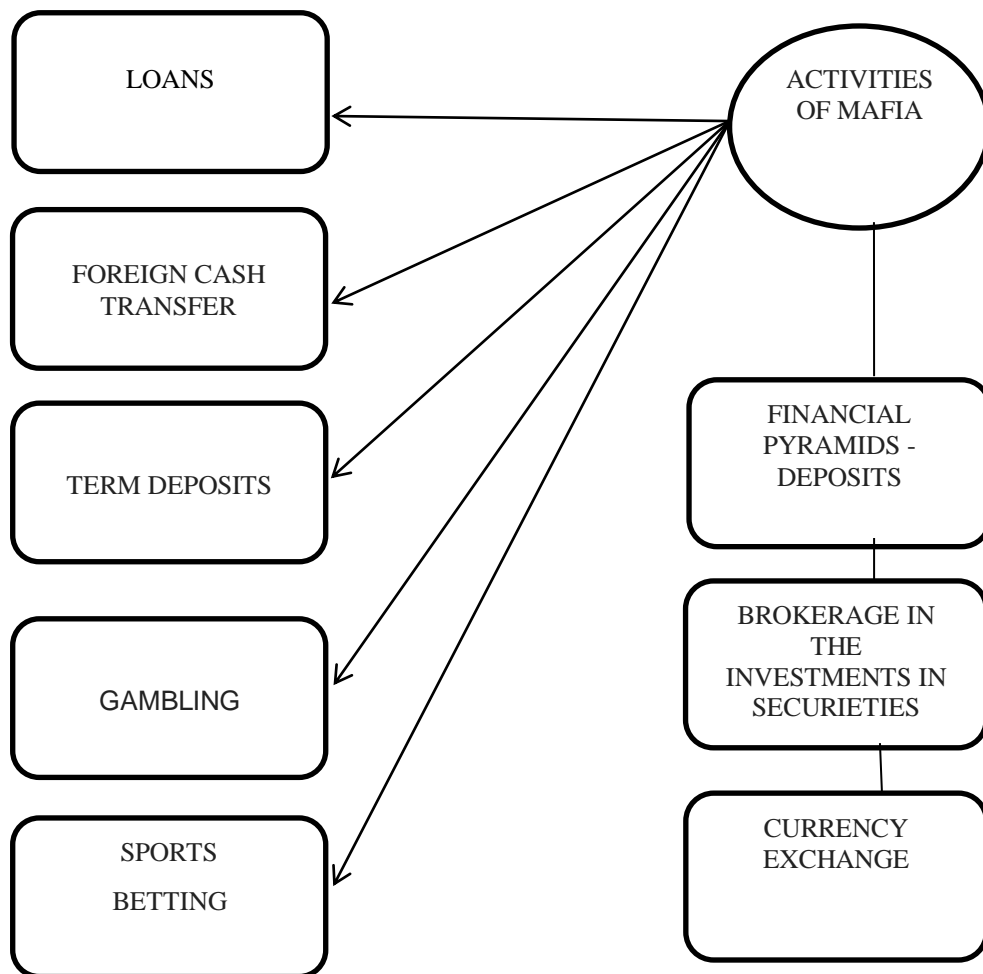 LOANS
ACTIVITIES
OF MAFIA
FOREIGN CASH
TRANSFER
TERM DEPOSITS
FINANCIAL
PYRAMIDS -
DEPOSITS
GAMBLING
BROKERAGE IN
THE
INVESTMENTS IN
SECURIETIES
SPORTS
BETTING
CURRENCY
EXCHANGE